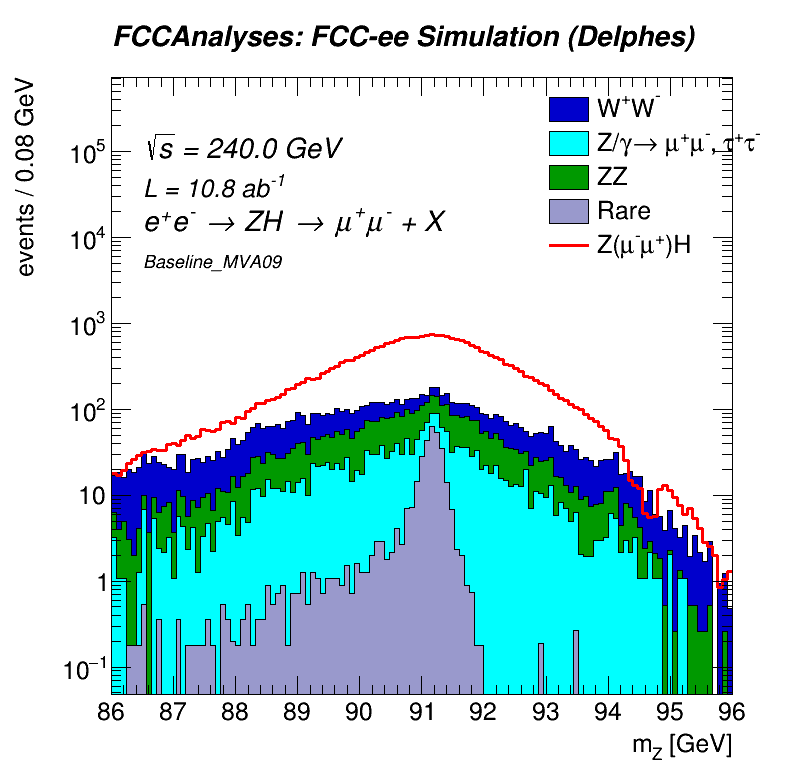 FCCAnalyses: FCC-ee Simulation (Delphes)
events / 0.08 GeV
√s = 240.0 GeV
L = 10.8 ab⁻¹
e⁺e⁻ → ZH → μ⁺μ⁻ + X
Baseline_MVA09
W⁺W⁻
Z/γ→ μ⁺μ⁻, τ⁺τ⁻
ZZ
Rare
Z(μ⁻μ⁺)H
10⁵
10⁴
10³
10²
10
1
10⁻¹
86 87 88 89 90 91 92 93 94 95 96
m_Z [GeV]